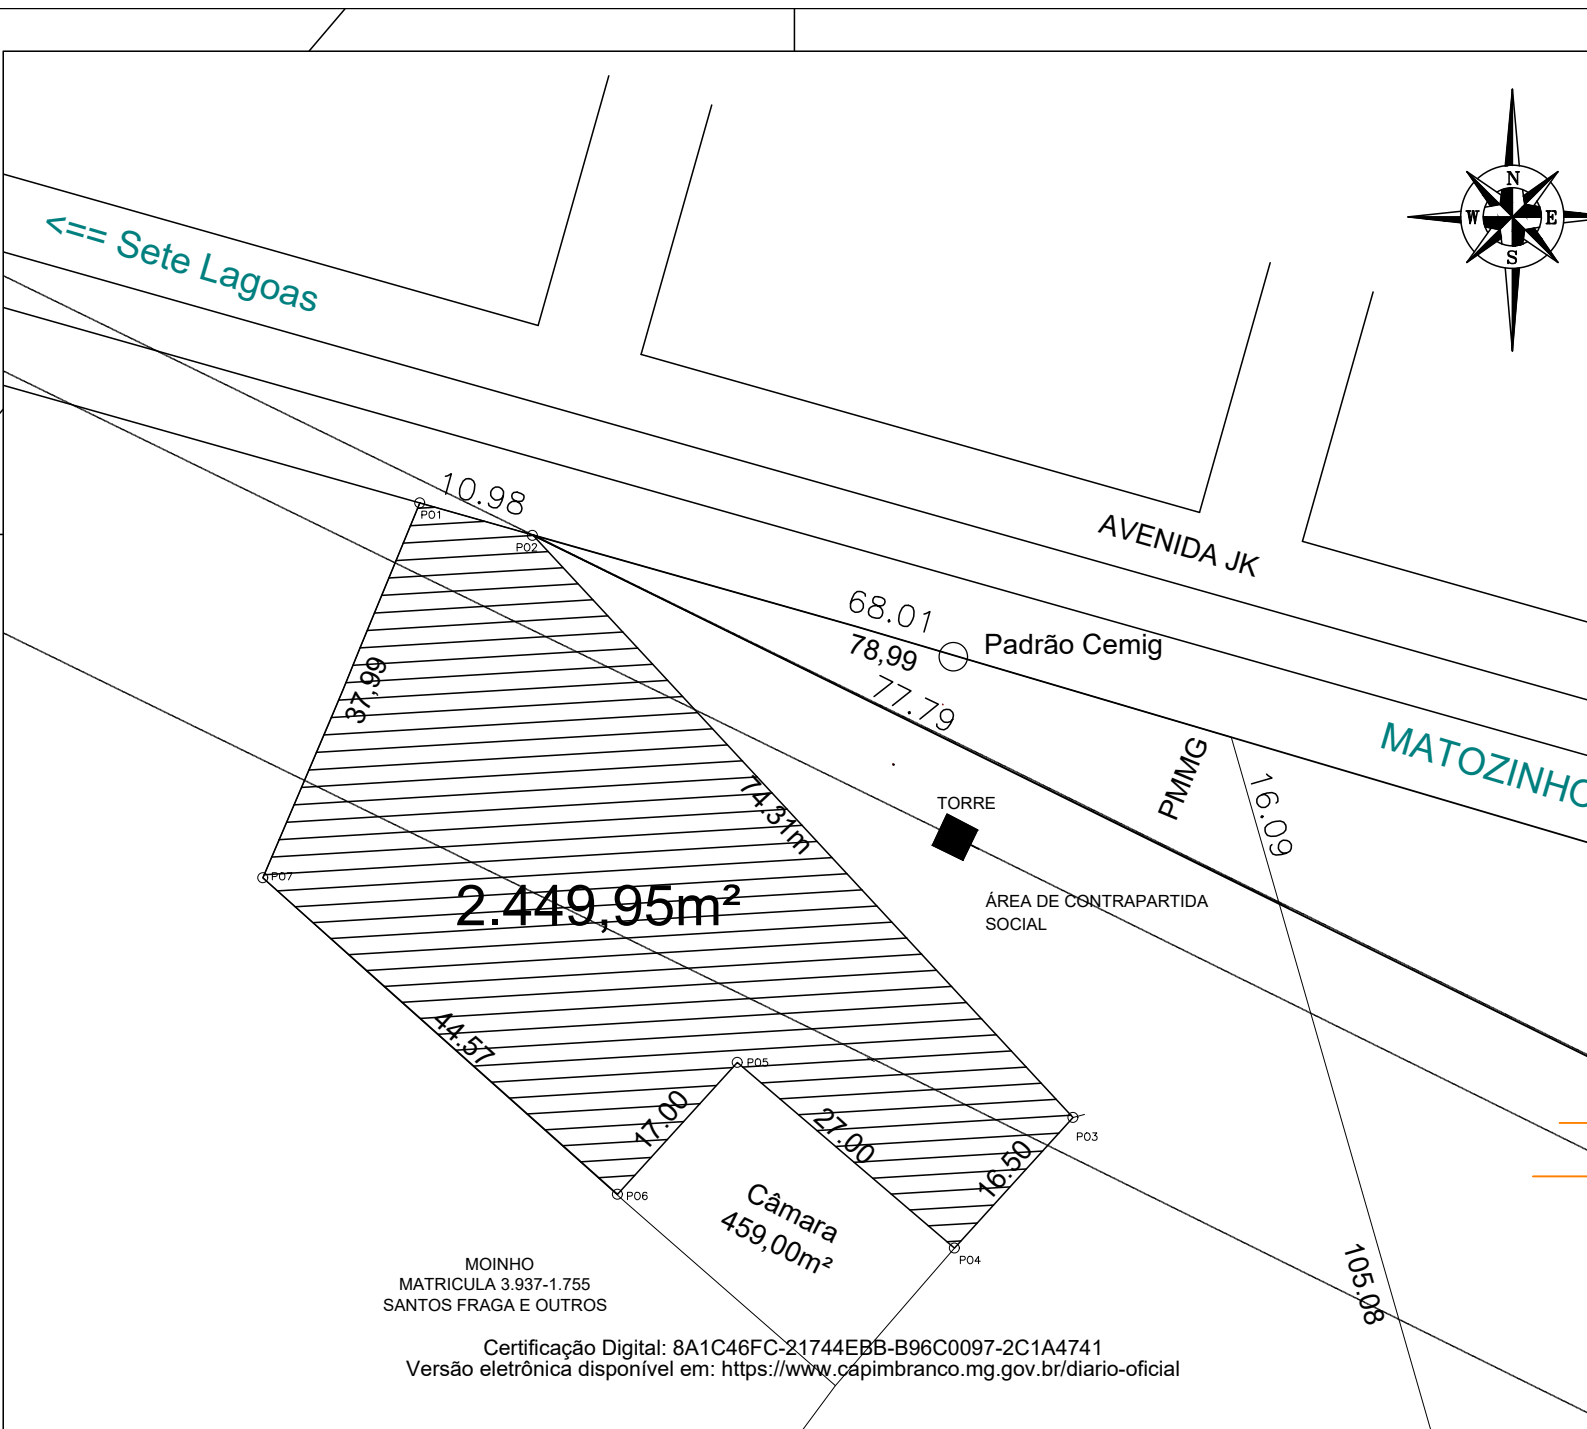 N
W
E
S
<== Sete Lagoas
10.98
P01
P02
AVENIDA JK
68.01
Padrão Cemig
78,99
77.79
37,99
PMMG
MATOZINHO
16.09
74.31m
TORRE
P07
2.449,95m²
ÁREA DE CONTRAPARTIDA
SOCIAL
44.57
P05
17.00
27.00
P03
16.50
P06
Câmara
459,00m²
P04
105.08
MOINHO
MATRICULA 3.937-1.755
SANTOS FRAGA E OUTROS
Certificação Digital: 8A1C46FC-21744EBB-B96C0097-2C1A4741
Versão eletrônica disponível em: https://www.capimbranco.mg.gov.br/diario-oficial